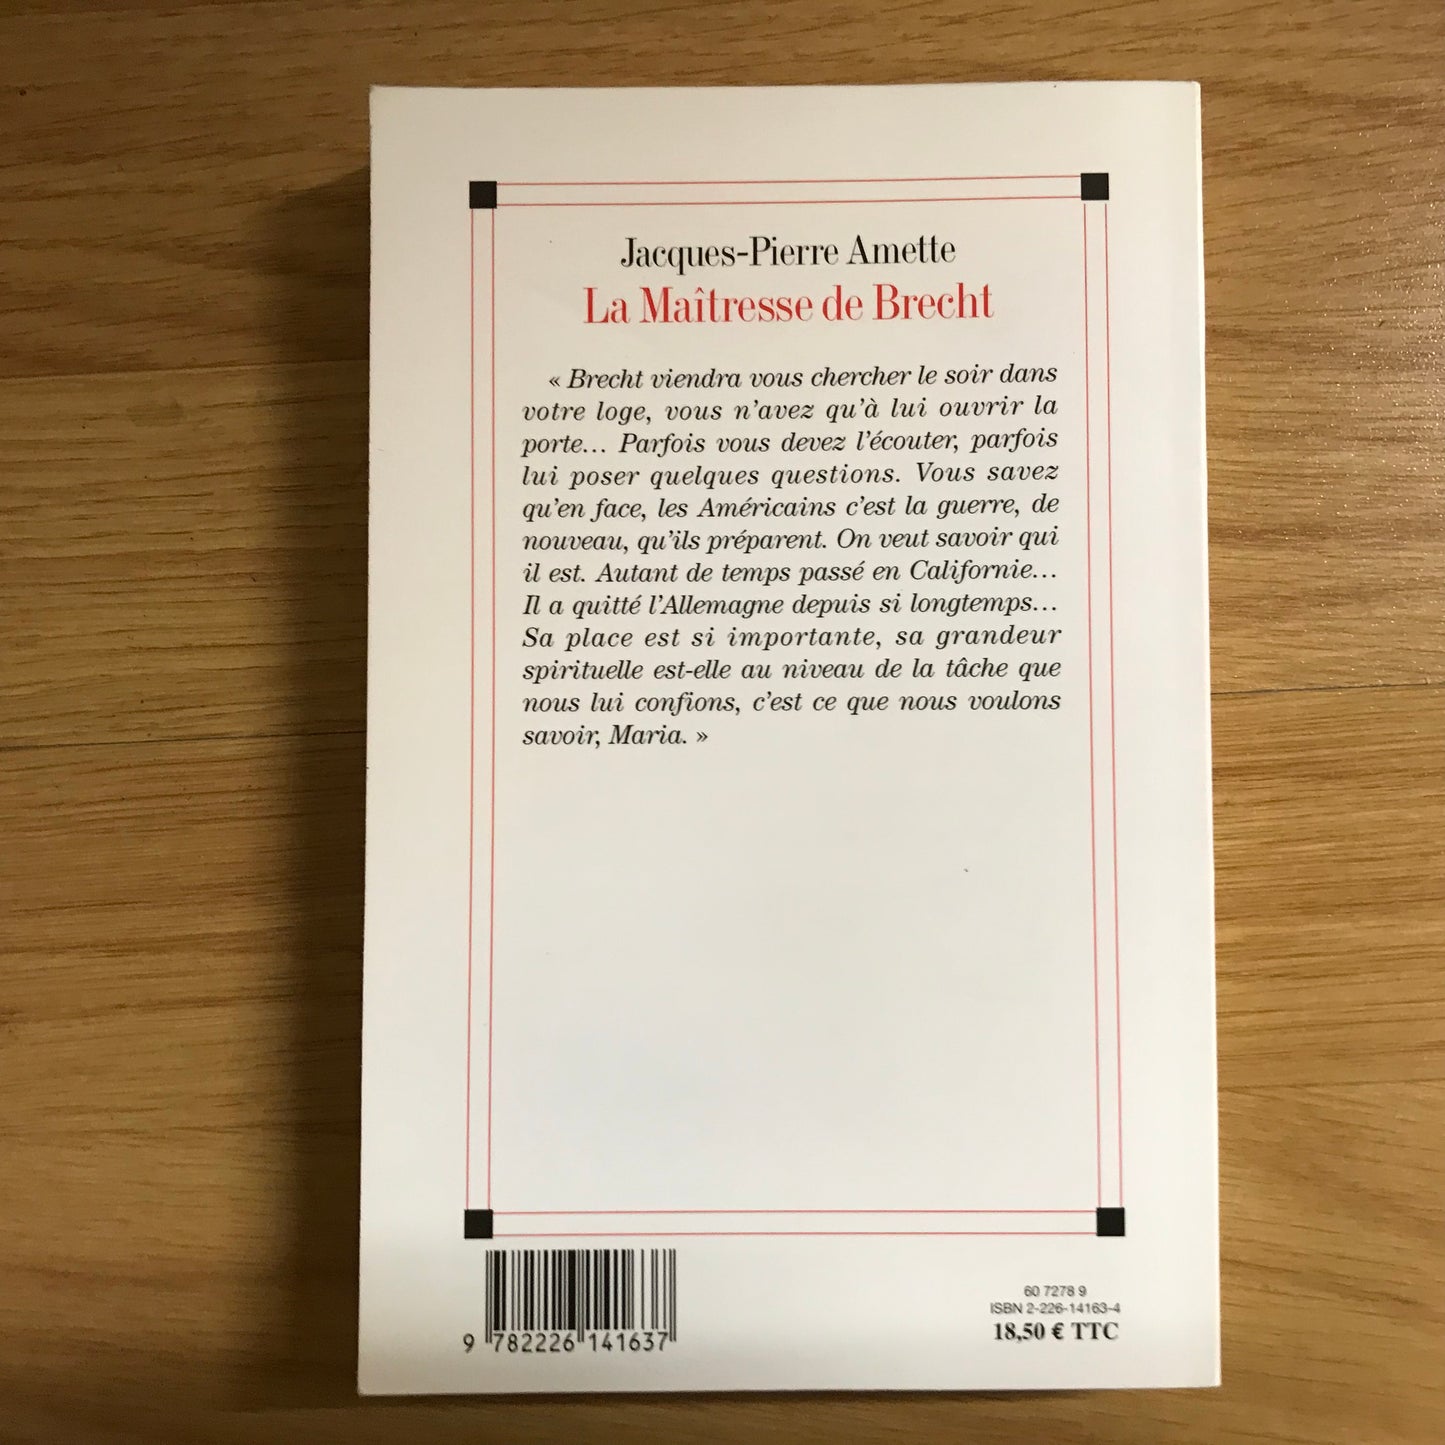 Jacques-Pierre Amette
La Maîtresse de Brecht
« Brecht viendra vous chercher le soir dans
votre loge, vous n’avez qu’à lui ouvrir la
porte… Parfois vous devez l’écouter, parfois
lui poser quelques questions. Vous savez
qu’en face, les Américains c’est la guerre, de
nouveau, qu’ils préparent. On veut savoir qui
il est. Autant de temps passé en Californie…
Il a quitté l’Allemagne depuis si longtemps…
Sa place est si importante, sa grandeur
spirituelle est-elle au niveau de la tâche que
nous lui confions, c’est ce que nous voulons
savoir, Maria. »
60 7278 9
ISBN 2-226-14163-4
18,50 € TTC
9 782226 141637